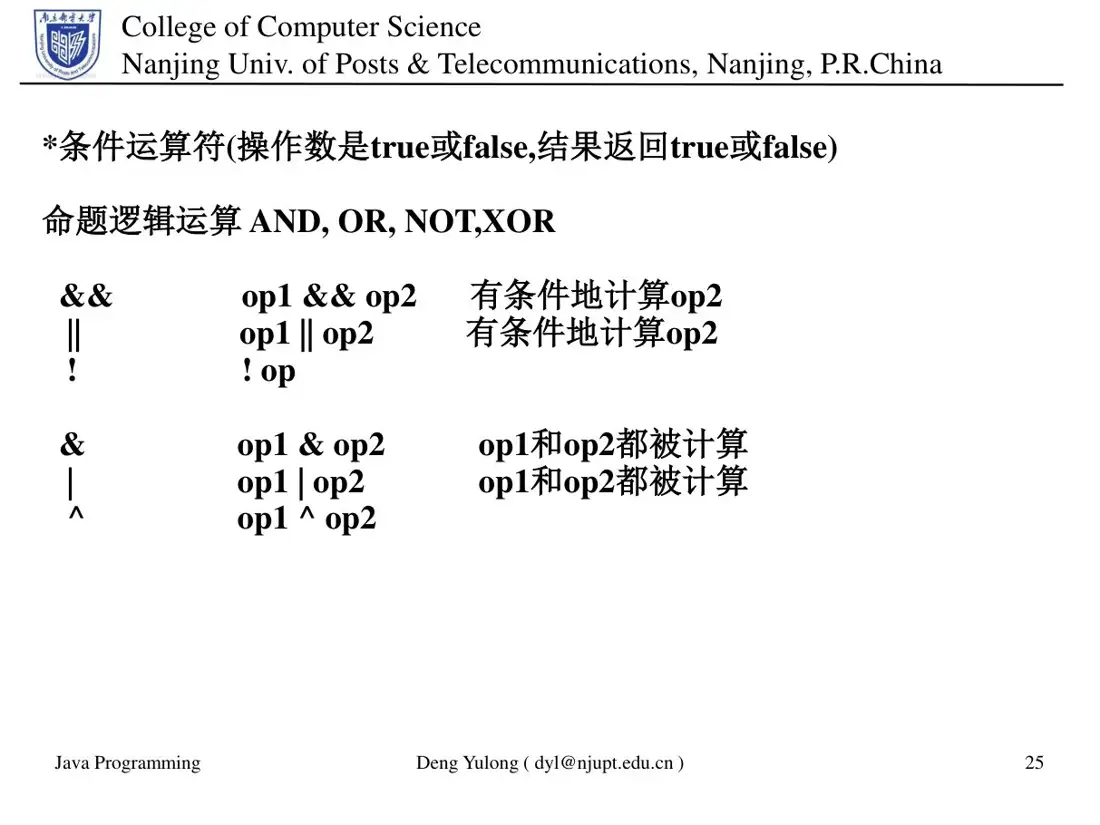 College of Computer Science
Nanjing Univ. of Posts & Telecommunications, Nanjing, P.R.China
*条件运算符(操作数是true或false,结果返回true或false)
命题逻辑运算 AND, OR, NOT,XOR
&& op1 && op2 有条件地计算op2
|| op1 || op2 有条件地计算op2
! ! op
& op1 & op2 op1和op2都被计算
| op1 | op2 op1和op2都被计算
^ op1 ^ op2
Java Programming Deng Yulong ( dyl@njupt.edu.cn ) 25